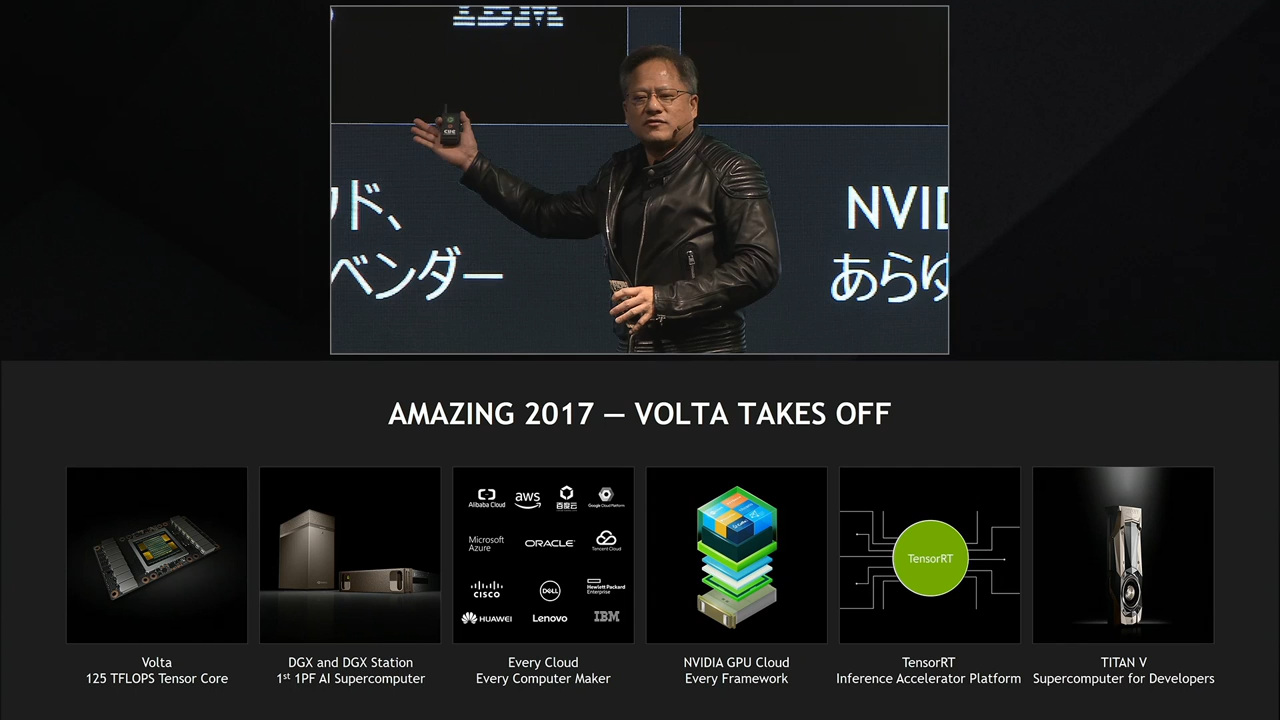 IBM
ド、
ベンダー
NVID
あらゆ
AMAZING 2017 — VOLTA TAKES OFF
Alibaba Cloud
aws
百度云
Google Cloud Platform
Microsoft
Azure
ORACLE
Tencent Cloud
CISCO
DELL
Hewlett Packard
Enterprise
HUAWEI
Lenovo
IBM
TensorRT
Volta
125 TFLOPS Tensor Core
DGX and DGX Station
1st 1PF AI Supercomputer
Every Cloud
Every Computer Maker
NVIDIA GPU Cloud
Every Framework
TensorRT
Inference Accelerator Platform
TITAN V
Supercomputer for Developers